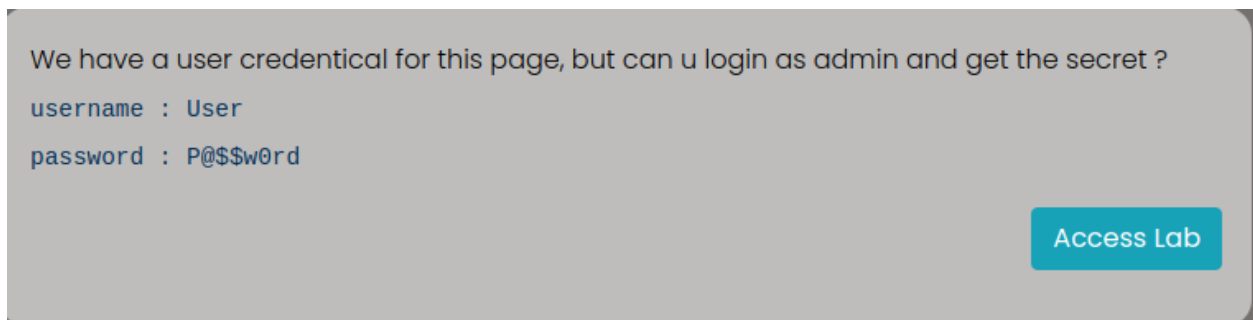 We have a user credentical for this page, but can u login as admin and get the secret ?
username : User
password : P@$$w0rd
Access Lab